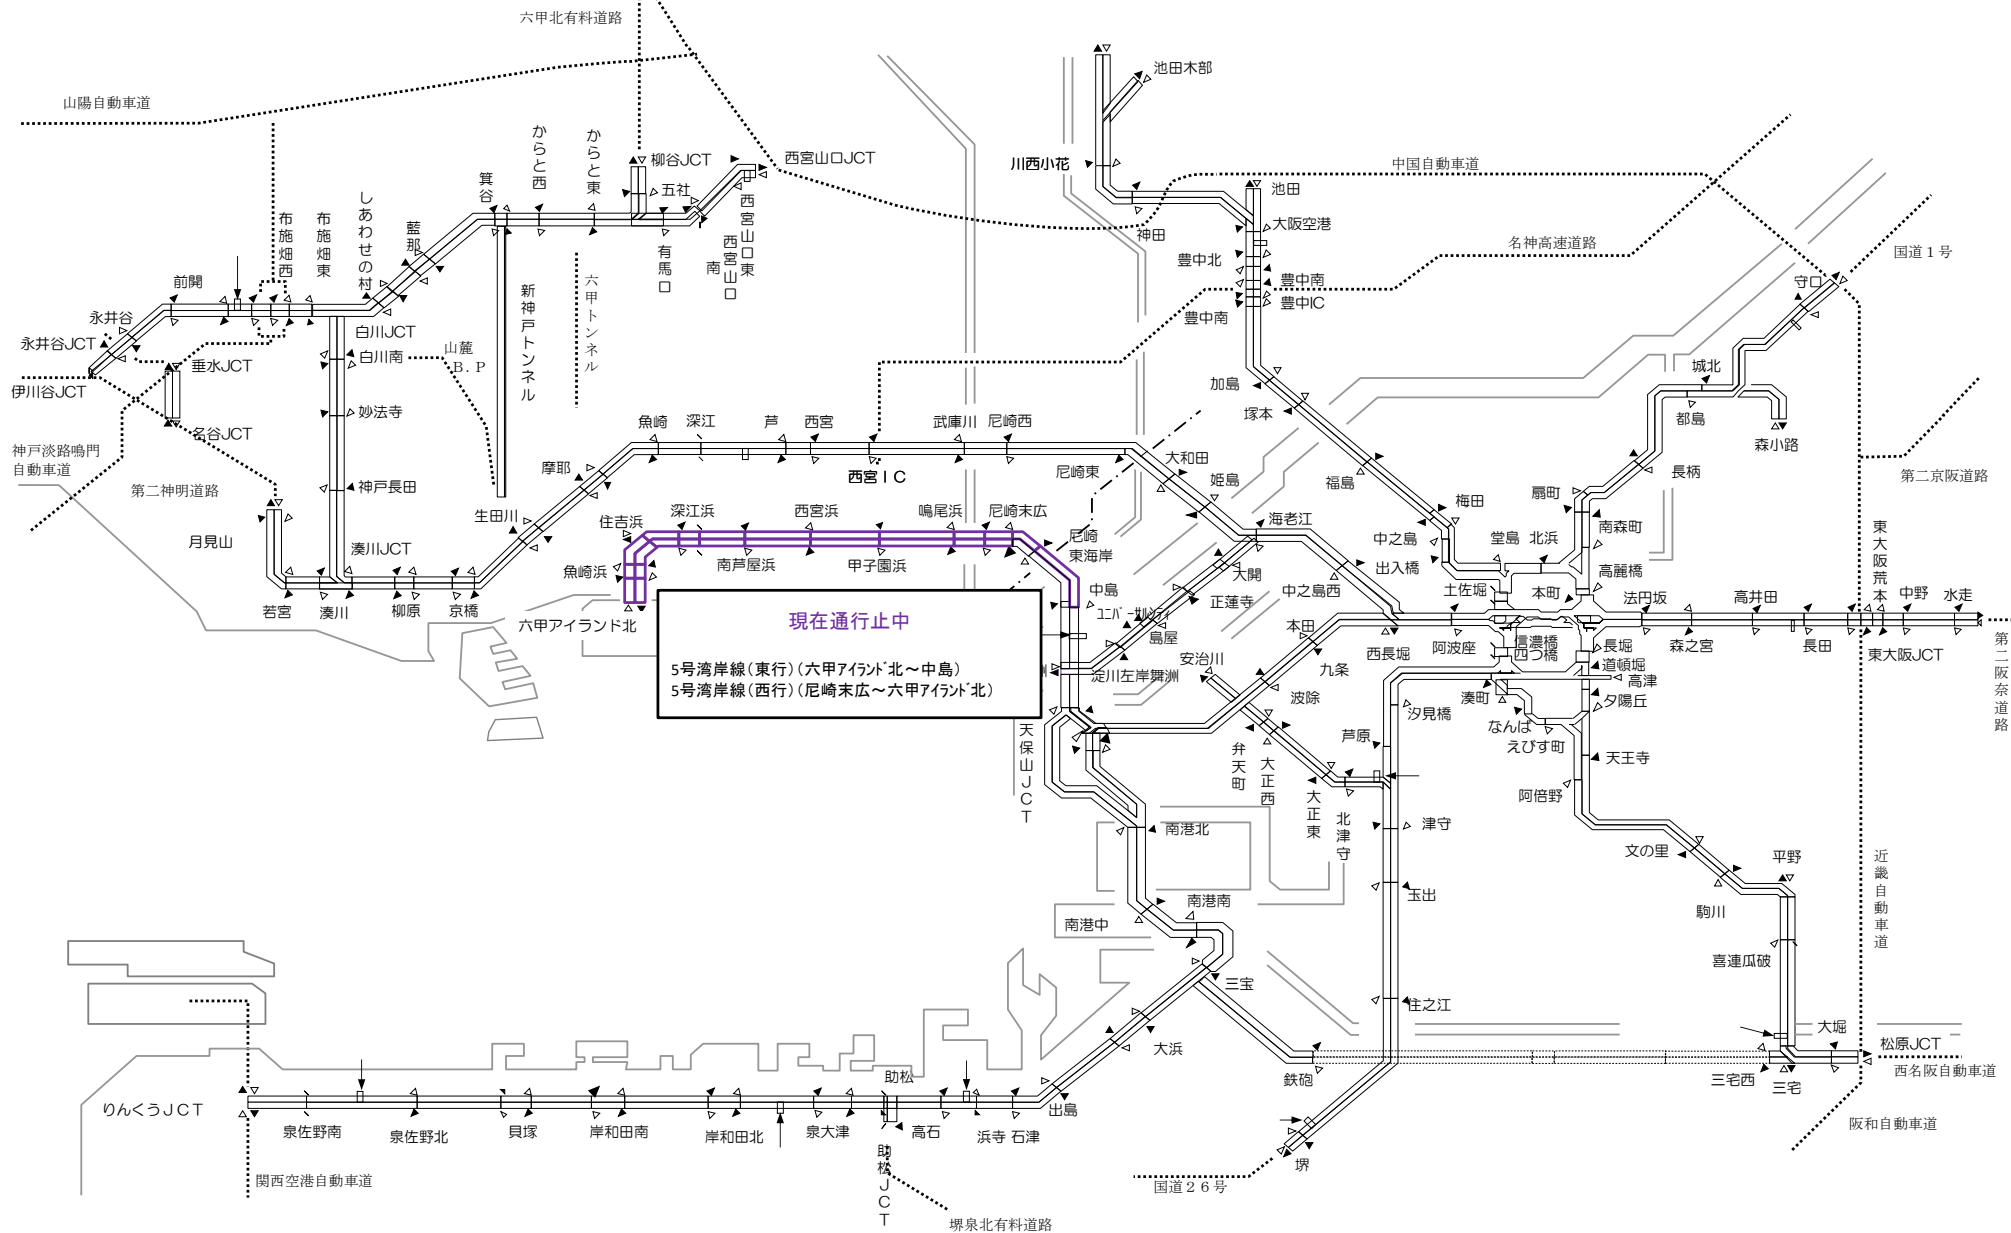 六甲北有料道路
山陽自動車道
池田木部
からと西
からと東
柳谷JCT
西宮山口JCT
五社
川西小花
中国自動車道
池田
箕谷
しあわせの村
藍那
布施畑西
布施畑東
西宮山口東
西宮山口南
有馬口
神田
大阪空港
名神高速道路
国道１号
前開
新神戸トンネル
六甲トンネル
豊中北
豊中南
豊中IC
豊中南
守口
永井谷
永井谷JCT
伊川谷JCT
垂水JCT
名谷JCT
白川JCT
白川南
山麓
B.P
妙法寺
加島
塚本
城北
都島
森小路
神戸淡路鳴門
自動車道
第二神明道路
魚崎
深江
芦
西宮
武庫川
尼崎西
西宮ＩＣ
尼崎東
大和田
姫島
福島
梅田
扇町
長柄
第二京阪道路
摩耶
神戸長田
生田川
月見山
湊川JCT
若宮
湊川
柳原
京橋
住吉浜
深江浜
西宮浜
鳴尾浜
尼崎末広
尼崎
東海岸
海老江
中之島
出入橋
堂島
北浜
南森町
高麗橋
東大阪荒本
魚崎浜
南芦屋浜
甲子園浜
中島
大開
正蓮寺
中之島西
土佐堀
本町
法円坂
高井田
中野
水走
六甲アイランド北
現在通行止中
5号湾岸線（東行）（六甲アイランド北～中島）
5号湾岸線（西行）（尼崎末広～六甲アイランド北）
島屋
安治川
淀川左岸舞洲
本田
九条
西長堀
阿波座
信濃橋
四つ橋
長堀
道頓堀
高津
森之宮
長田
東大阪JCT
第二阪奈道路
波除
汐見橋
湊町
なんば
えびす町
夕陽丘
天王寺
天保山JCT
弁天町
大正西
大正東
北津守
芦原
阿倍野
南港北
津守
文の里
平野
近畿自動車道
玉出
駒川
南港中
南港南
喜連瓜破
三宝
住之江
大堀
松原JCT
西名阪自動車道
大浜
鉄砲
三宅西
三宅
助松
りんくうＪＣＴ
泉佐野南
泉佐野北
貝塚
岸和田南
岸和田北
泉大津
高石
浜寺
石津
出島
阪和自動車道
助松JCT
堺
関西空港自動車道
国道２６号
堺泉北有料道路